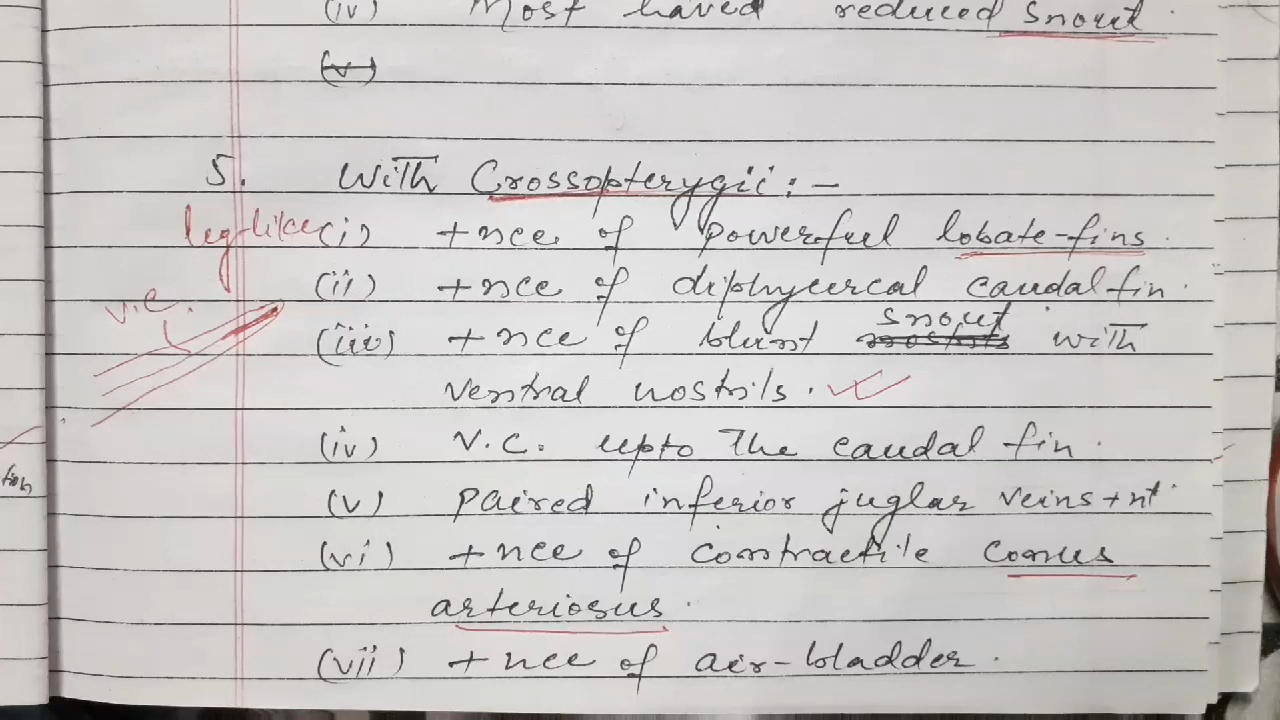 (iv) Most haved reduced snout.
(v)
5. With Crossopterygii :-
leg-like (i) +nce of powerful lobate-fins.
(ii) +nce of diphycercal caudal fin.
v.c.
snout
(iii) +nce of blunt with
ventral nostrils.
(iv) V.C. upto The caudal fin.
(v) Paired inferior juglar veins +nt.
(vi) +nce of contractile conus
arteriosus.
(vii) +nce of air-bladder.